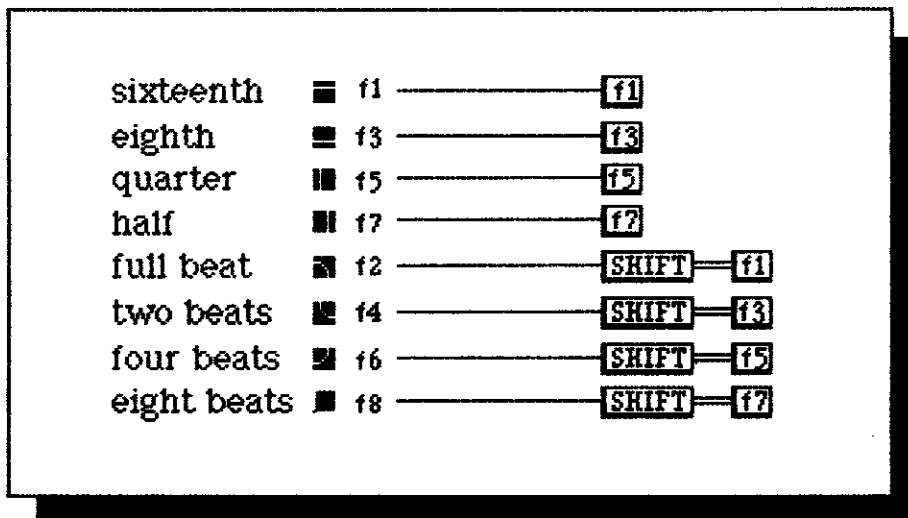 sixteenth f1 f1
eighth f3 f3
quarter f5 f5
half f7 f7
full beat f2 SHIFT f1
two beats f4 SHIFT f3
four beats f6 SHIFT f5
eight beats f8 SHIFT f7